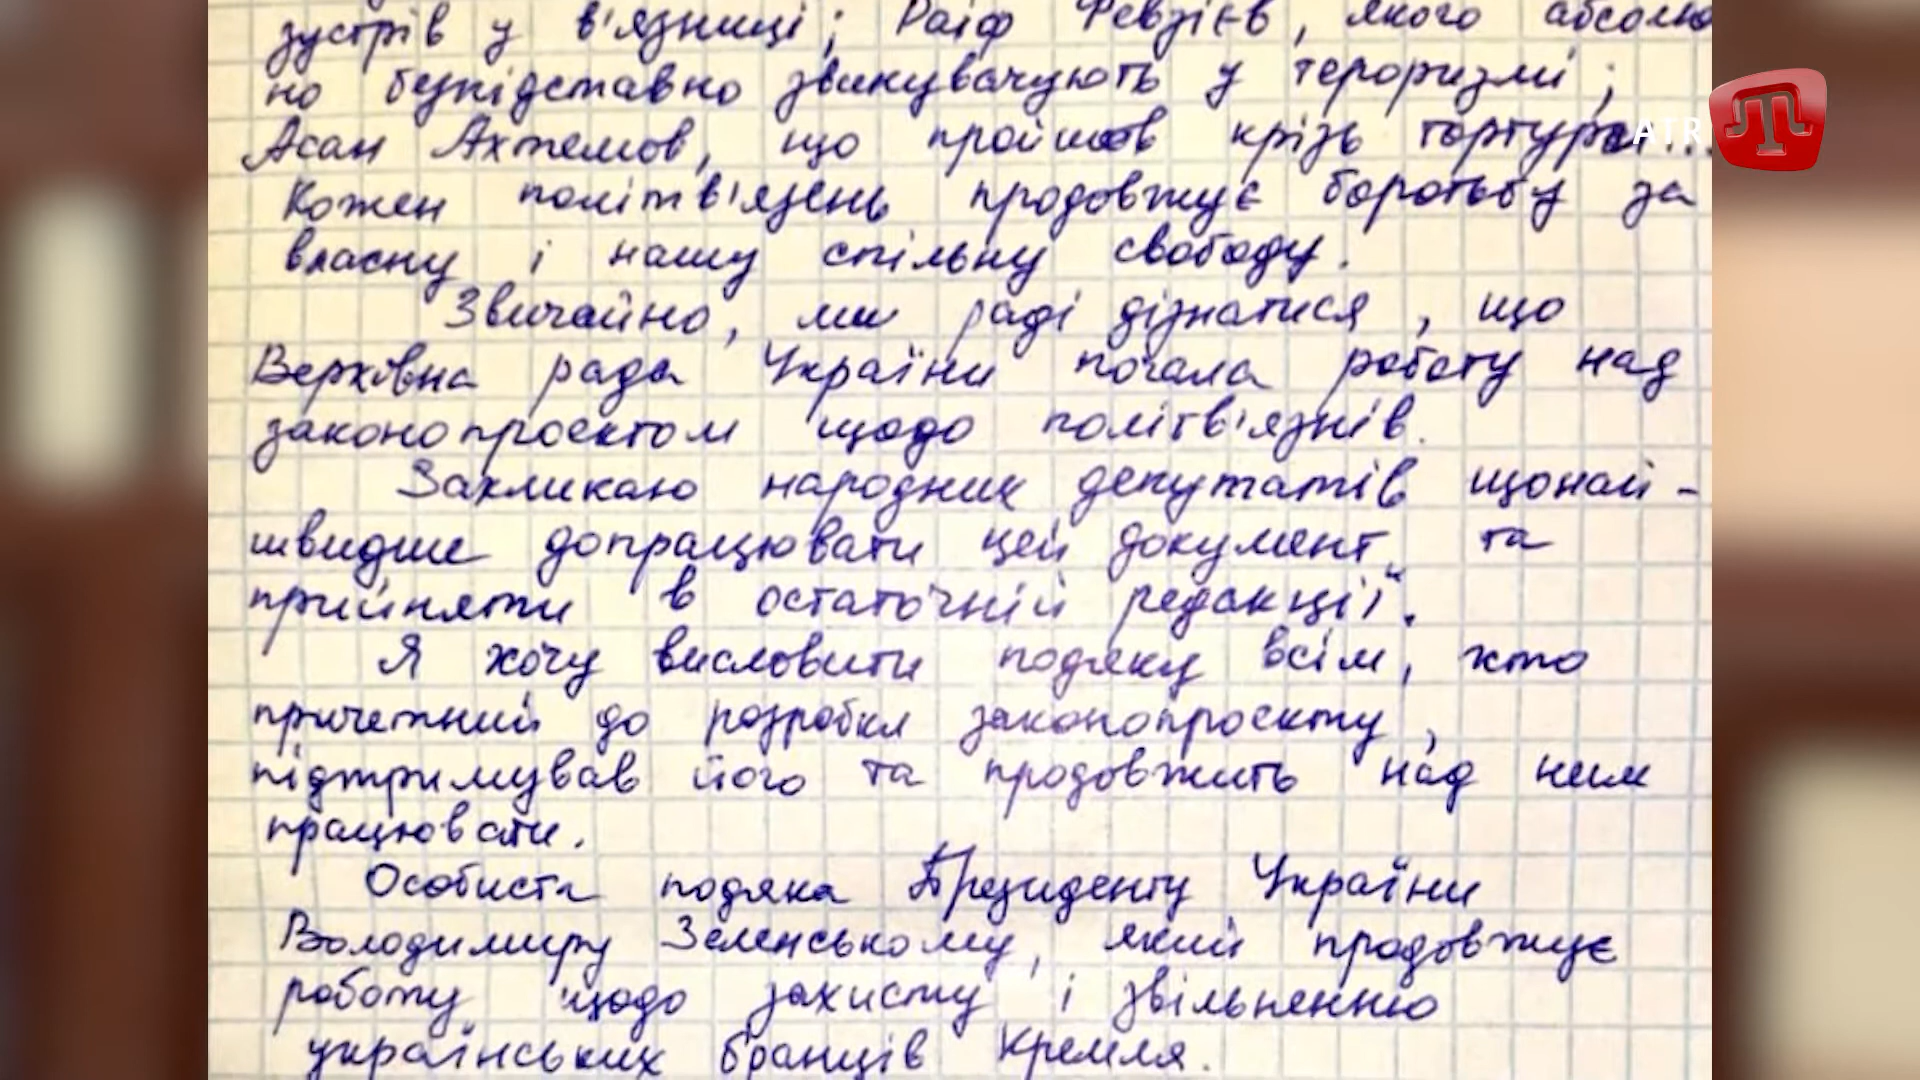 зустрів у в'язниці; Раїф Февзієв, якого абсолю
но безпідставно звинувачують у тероризмі;
Асан Ахтемов, що пройшов крізь тортури...
ATR
Кожен політв'язень продовжує боротьбу за
власну і нашу спільну свободу.
Звичайно, ми раді дізнатися, що
Верховна рада України почала роботу над
законопроєктом щодо політв'язнів.
Закликаю народних депутатів щонай-
швидше допрацювати цей документ та
прийняти в остаточній редакції.
Я хочу висловити подяку всім, хто
причетний до розробки законопроєкту,
підтримував його та продовжить над ним
працювати.
Особиста подяка Президенту України
Володимиру Зеленському, який продовжує
роботу щодо захисту і звільненню
українських бранців Кремля.